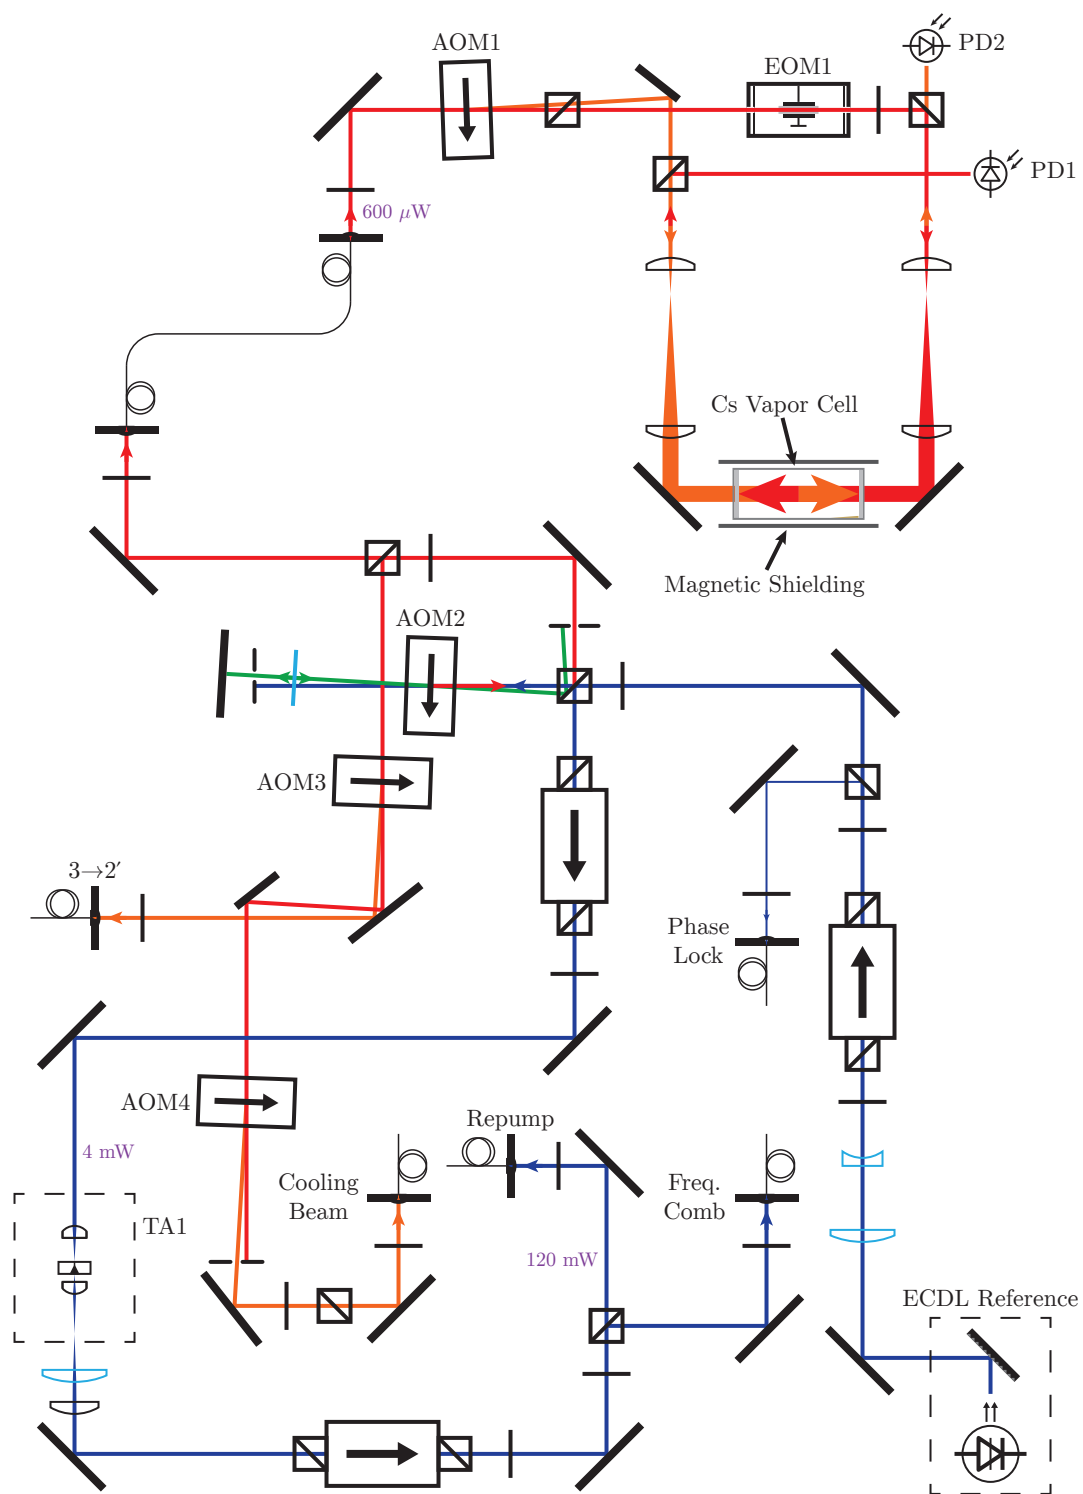 AOM1
PD2
EOM1
PD1
600 μW
Cs Vapor Cell
Magnetic Shielding
AOM2
AOM3
3→2′
Phase
Lock
AOM4
Repump
4 mW
Cooling
Beam
Freq.
Comb
TA1
120 mW
ECDL Reference